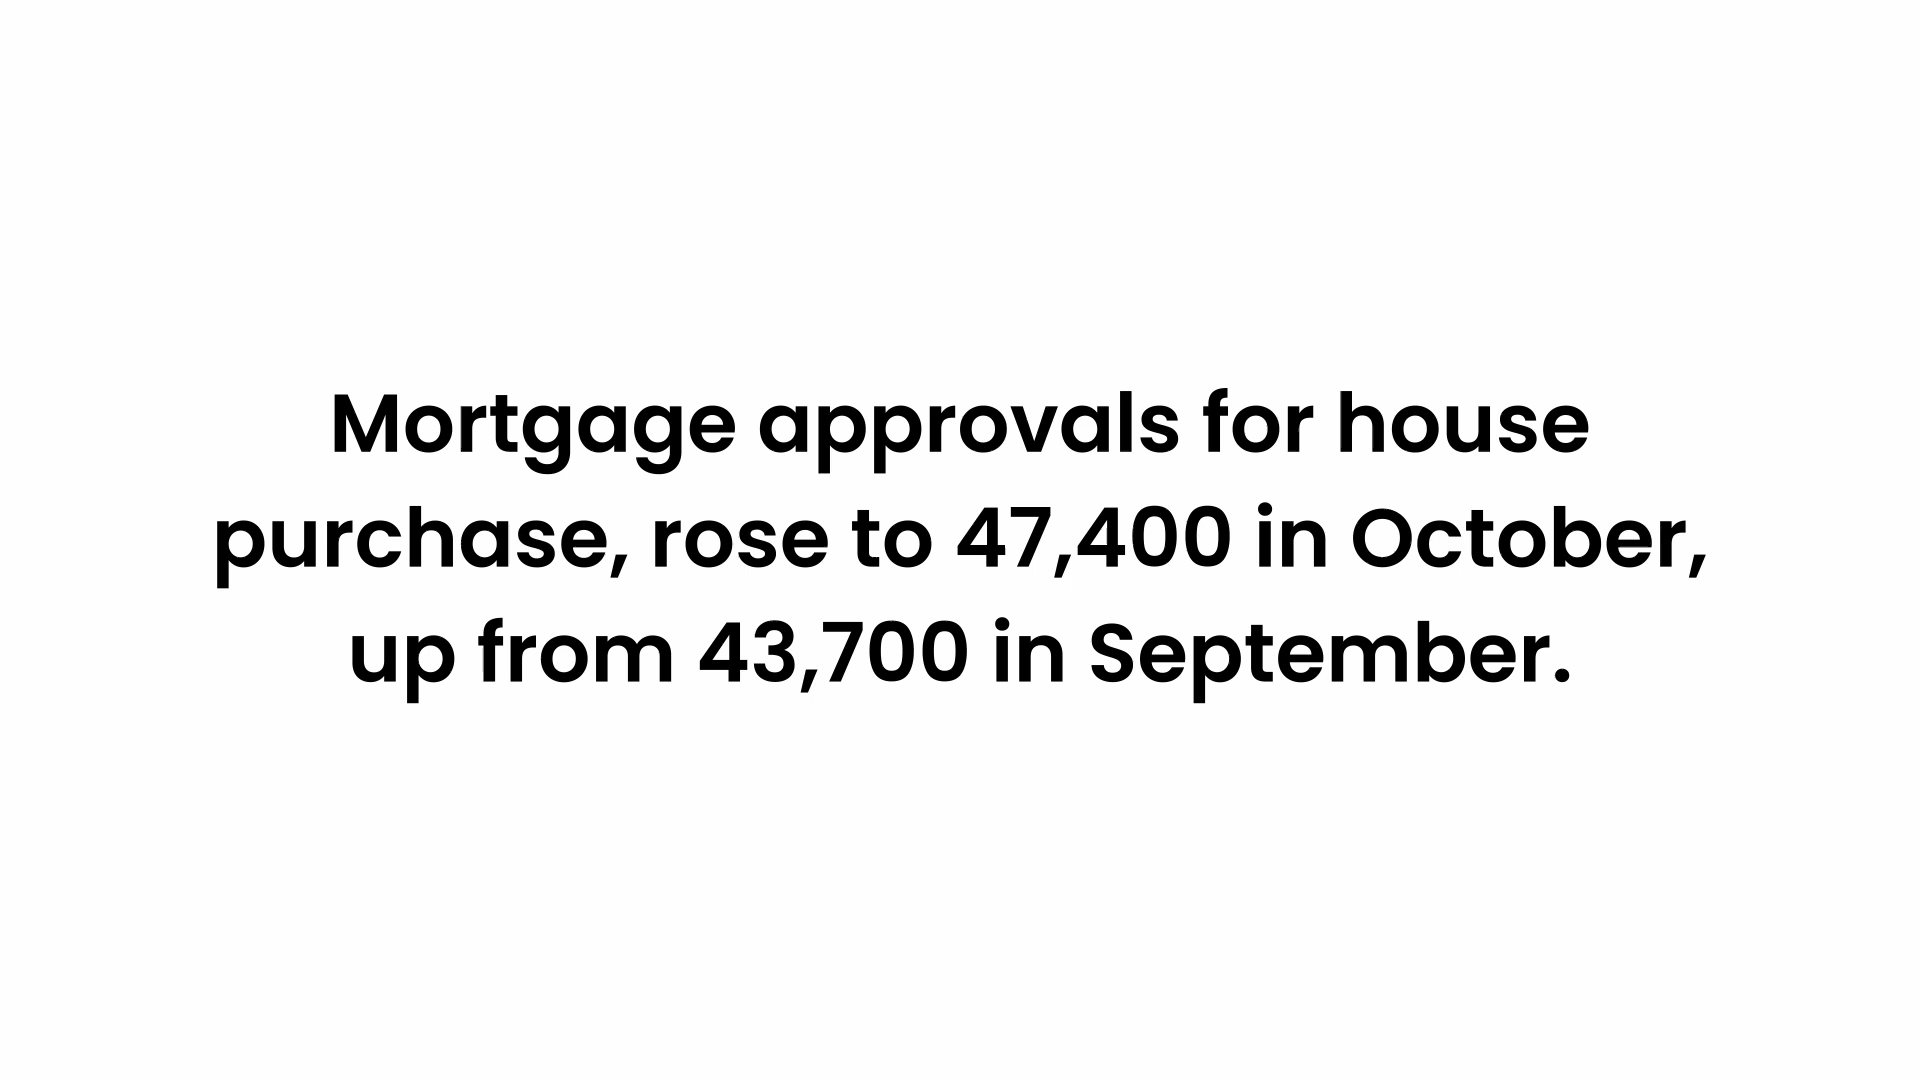 Mortgage approvals for house
purchase, rose to 47,400 in October,
up from 43,700 in September.